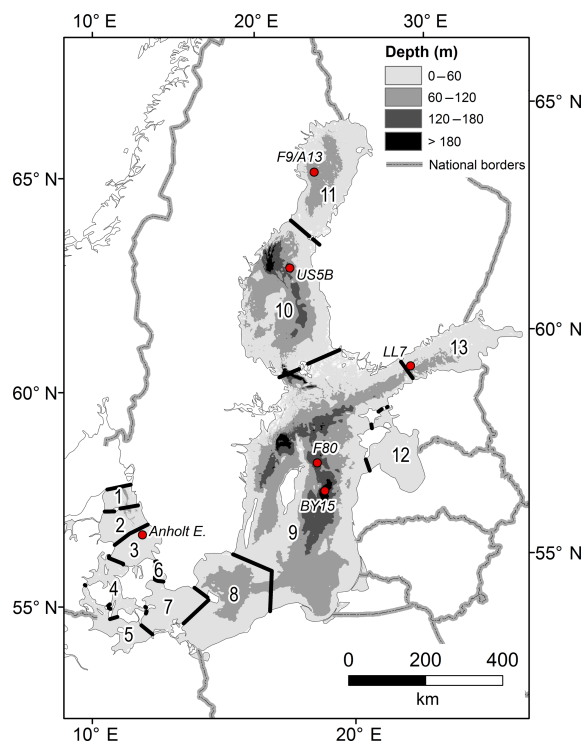 10° E 20° E 30° E
Depth (m)
0–60
60–120
120–180
> 180
National borders
65° N
F9/A13
65° N
11
US5B
10
60° N
LL7
13
60° N
F80
12
BY15
1
2
Anholt E.
3
9
55° N
6
4
8
7
55° N
5
0 200 400
km
10° E 20° E